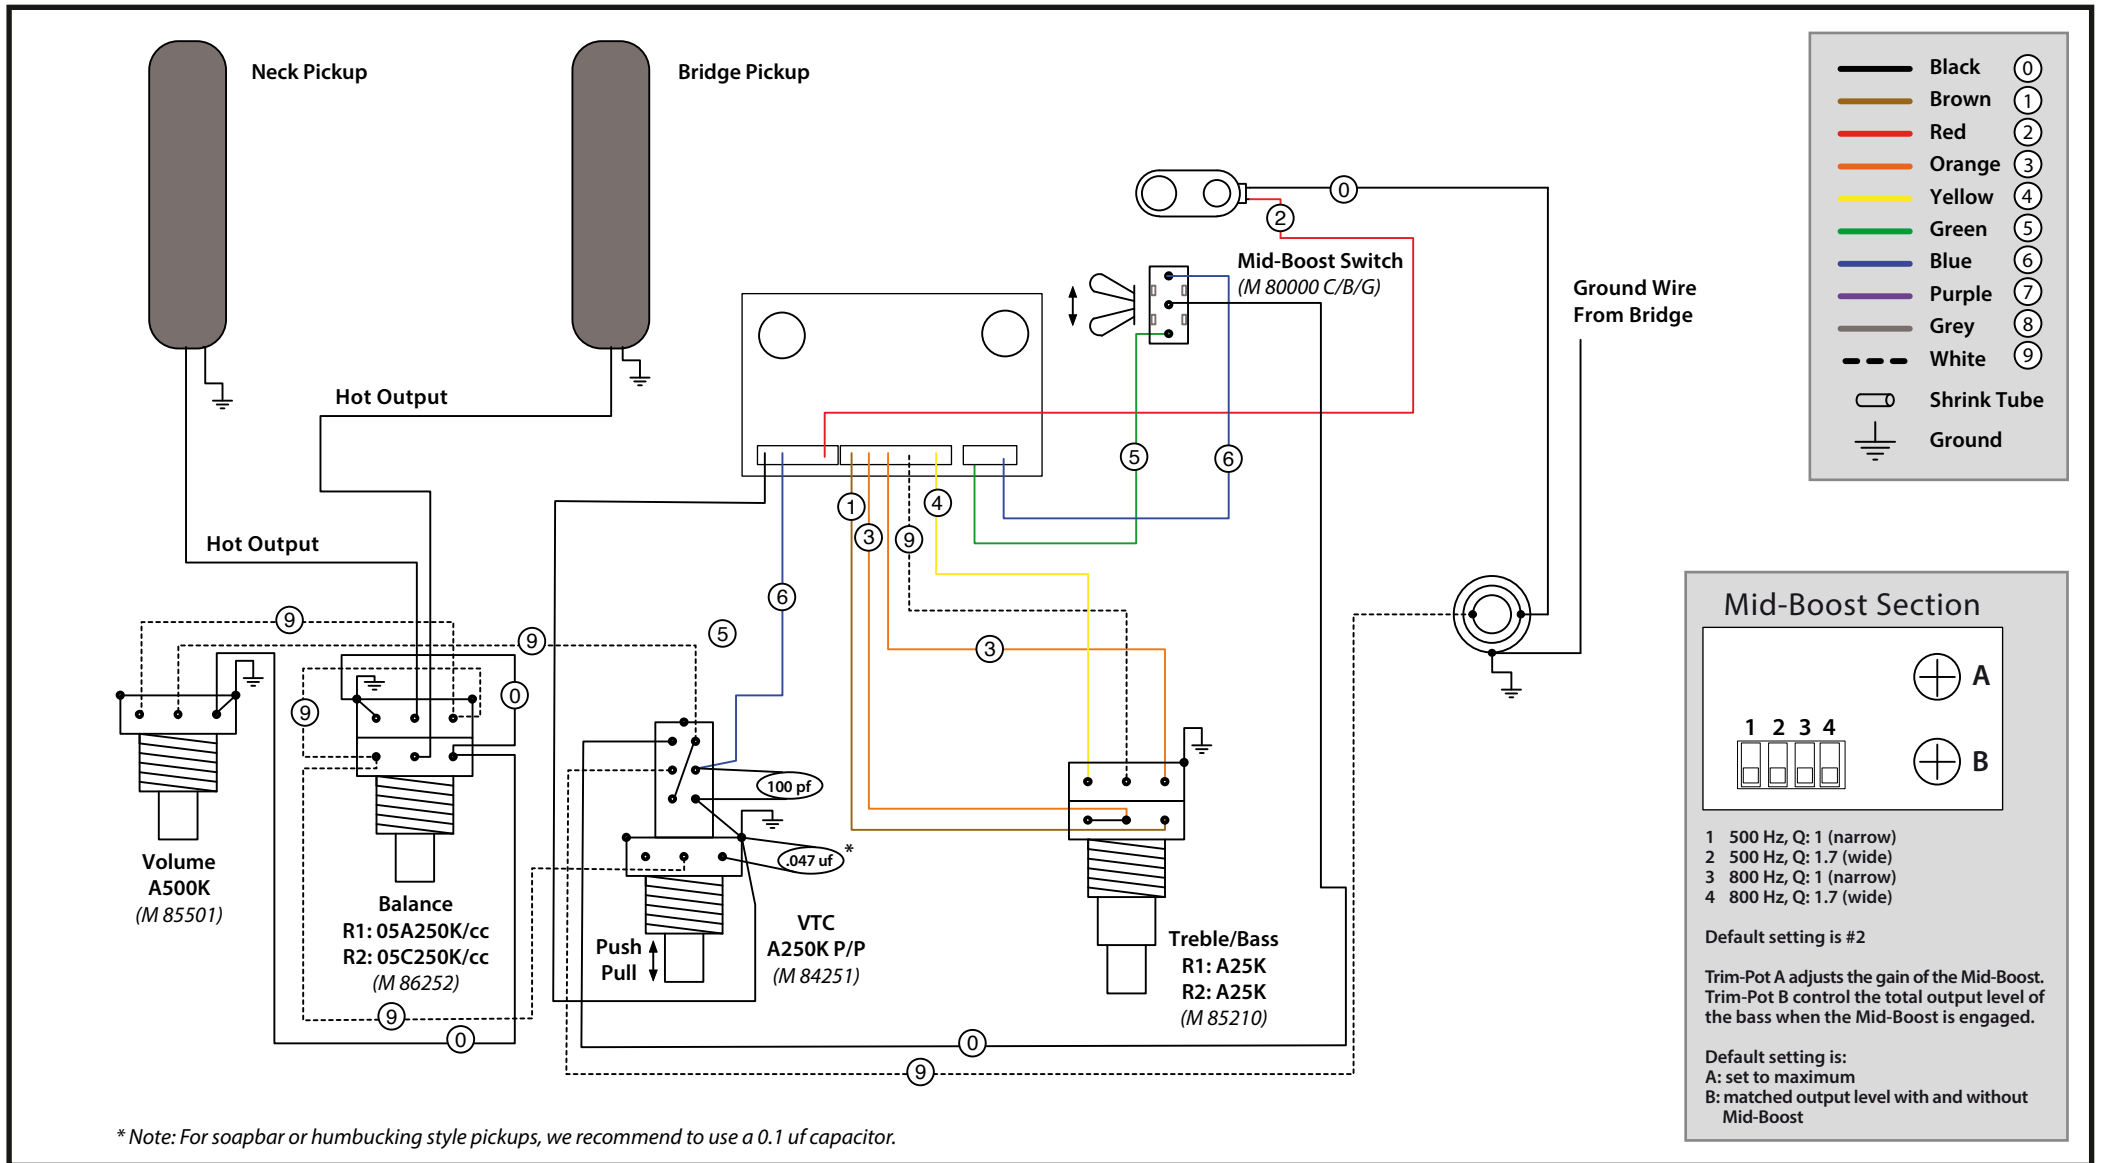 Neck Pickup
Bridge Pickup
Black 0
Brown 1
Red 2
Orange 3
Yellow 4
Green 5
Blue 6
Purple 7
Grey 8
White 9
Shrink Tube
Ground
0
2
Mid-Boost Switch
(M 80000 C/B/G)
Ground Wire
From Bridge
Hot Output
Hot Output
5
6
1
4
3
9
6
5
9
9
3
9
0
100 pf
.047 uf *
Volume
A500K
(M 85501)
Balance
R1: 05A250K/cc
R2: 05C250K/cc
(M 86252)
Push
Pull
VTC
A250K P/P
(M 84251)
Treble/Bass
R1: A25K
R2: A25K
(M 85210)
9
0
0
9
* Note: For soapbar or humbucking style pickups, we recommend to use a 0.1 uf capacitor.
Mid-Boost Section
A
1 2 3 4
B
1 500 Hz, Q: 1 (narrow)
2 500 Hz, Q: 1.7 (wide)
3 800 Hz, Q: 1 (narrow)
4 800 Hz, Q: 1.7 (wide)
Default setting is #2
Trim-Pot A adjusts the gain of the Mid-Boost.
Trim-Pot B control the total output level of
the bass when the Mid-Boost is engaged.
Default setting is:
A: set to maximum
B: matched output level with and without
Mid-Boost